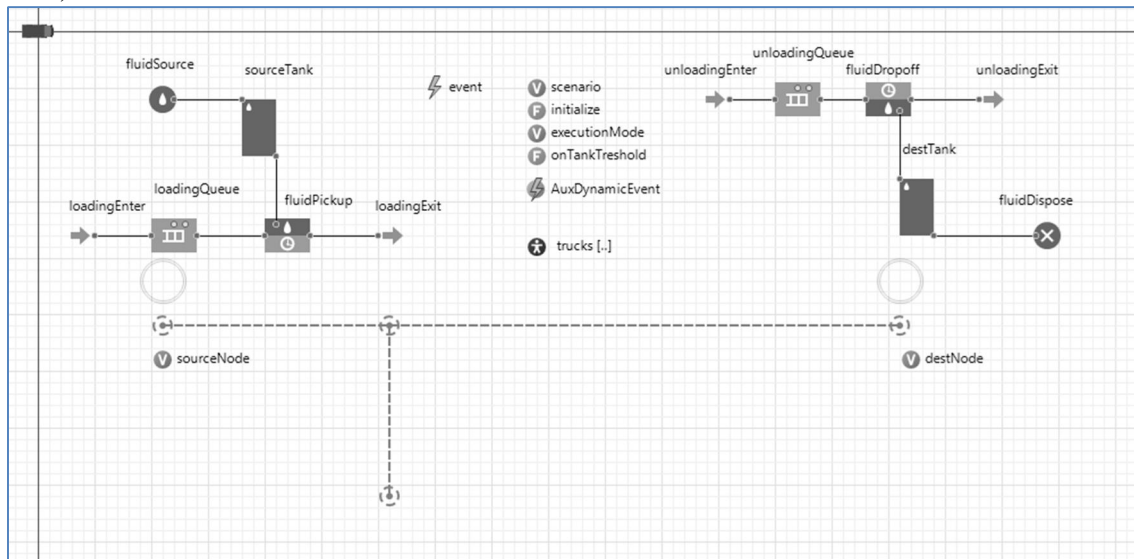 unloadingQueue
fluidSource
sourceTank
unloadingEnter
fluidDropoff
unloadingExit
event
V scenario
F initialize
V executionMode
F onTankTreshold
AuxDynamicEvent
destTank
loadingQueue
fluidPickup
loadingEnter
loadingExit
fluidDispose
trucks [..]
V sourceNode
V destNode